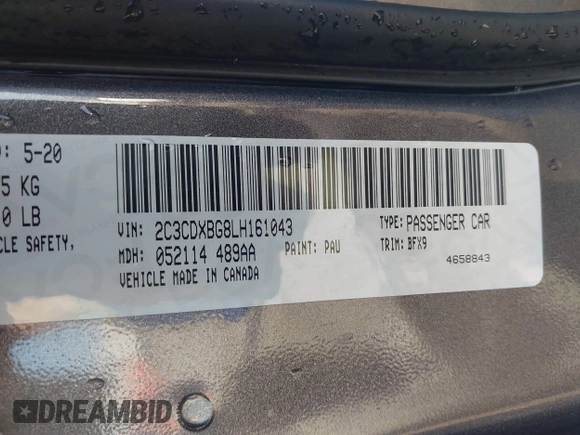 : 5-20
5 KG
0 LB
CLE SAFETY,
VIN: 2C3CDXBG8LH161043
TYPE: PASSENGER CAR
MDH: 052114 489AA
PAINT: PAU
TRIM: BFX9
VEHICLE MADE IN CANADA
4658843
DREAMBID